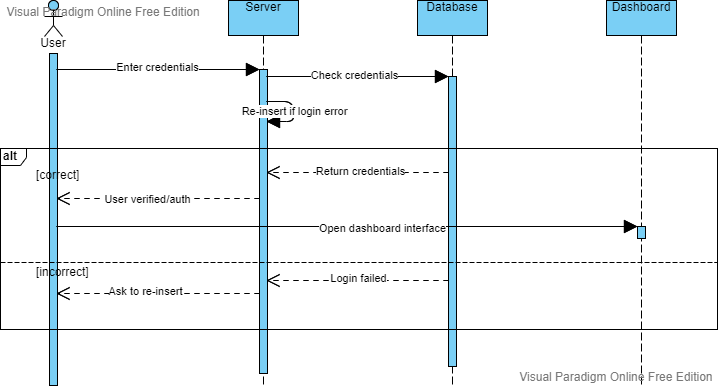 Visual Paradigm Online Free Edition
User
Server
Database
Dashboard
Enter credentials
Check credentials
Re-insert if login error
alt
[correct]
Return credentials
User verified/auth
Open dashboard interface
[incorrect]
Login failed
Ask to re-insert
Visual Paradigm Online Free Edition